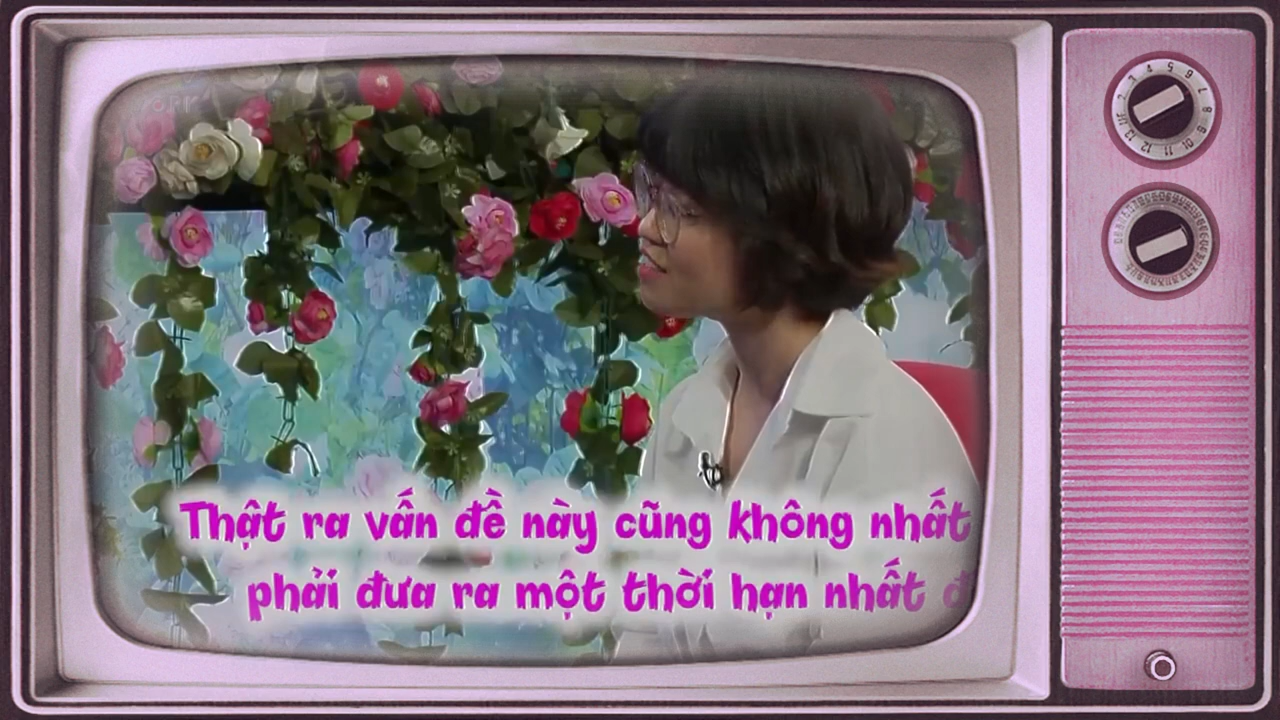 Thật ra vấn đề này cũng không nhất
phải đưa ra một thời hạn nhất